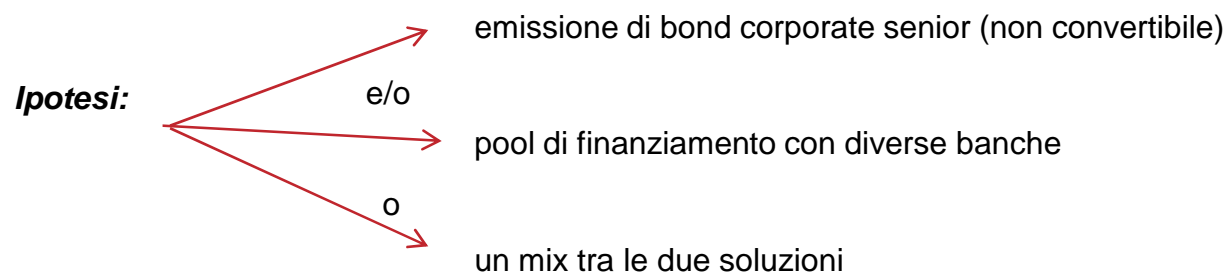 emissione di bond corporate senior (non convertibile)
Ipotesi:
e/o
pool di finanziamento con diverse banche
o
un mix tra le due soluzioni